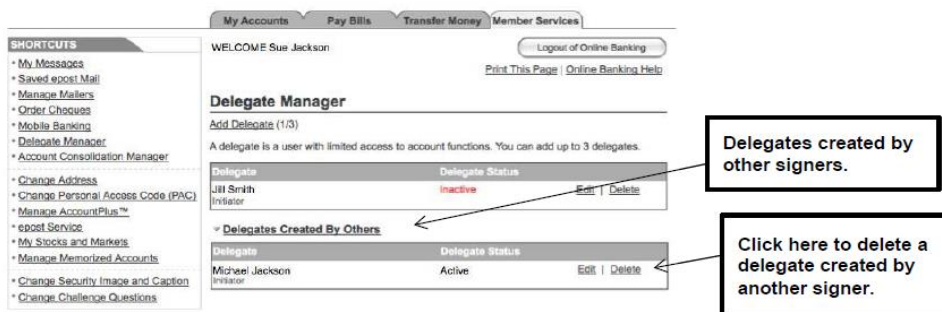 My Accounts Pay Bills Transfer Money Member Services
SHORTCUTS
My Messages
Saved epost Mail
Manage Mailers
Order Cheques
Mobile Banking
Delegate Manager
Account Consolidation Manager
Change Address
Change Personal Access Code (PAC)
Manage AccountPlus™
epost Service
My Stocks and Markets
Manage Memorized Accounts
Change Security Image and Caption
Change Challenge Questions
WELCOME Sue Jackson
Logout of Online Banking
Print This Page | Online Banking Help
Delegate Manager
Add Delegate (1/3)
A delegate is a user with limited access to account functions. You can add up to 3 delegates.
Delegate Delegate Status
Jill Smith Inactive Edit | Delete
Initiator
Delegates Created By Others
Delegate Delegate Status
Michael Jackson Active Edit | Delete
Initiator
Delegates created by
other signers.
Click here to delete a
delegate created by
another signer.